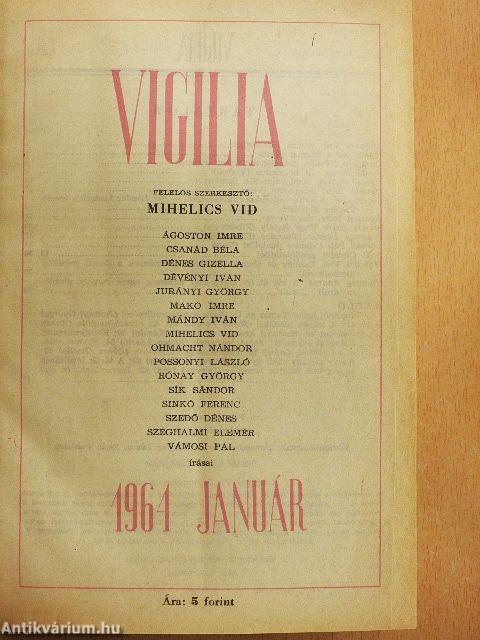 VIGILIA
FELELŐS SZERKESZTŐ:
MIHELICS VID
ÁGOSTON IMRE
CSANÁD BÉLA
DÉNES GIZELLA
DÉVÉNYI IVÁN
JURÁNYI GYÖRGY
MAKÓ IMRE
MÁNDY IVÁN
MIHELICS VID
OHMACHT NÁNDOR
POSSONYI LÁSZLÓ
RÓNAY GYÖRGY
SÍK SÁNDOR
SINKÓ FERENC
SZEDŐ DÉNES
SZEGHALMI ELEMÉR
VÁMOSI PÁL
írásai
1964 JANUÁR
Ára: 5 forint
Antikvárium.hu